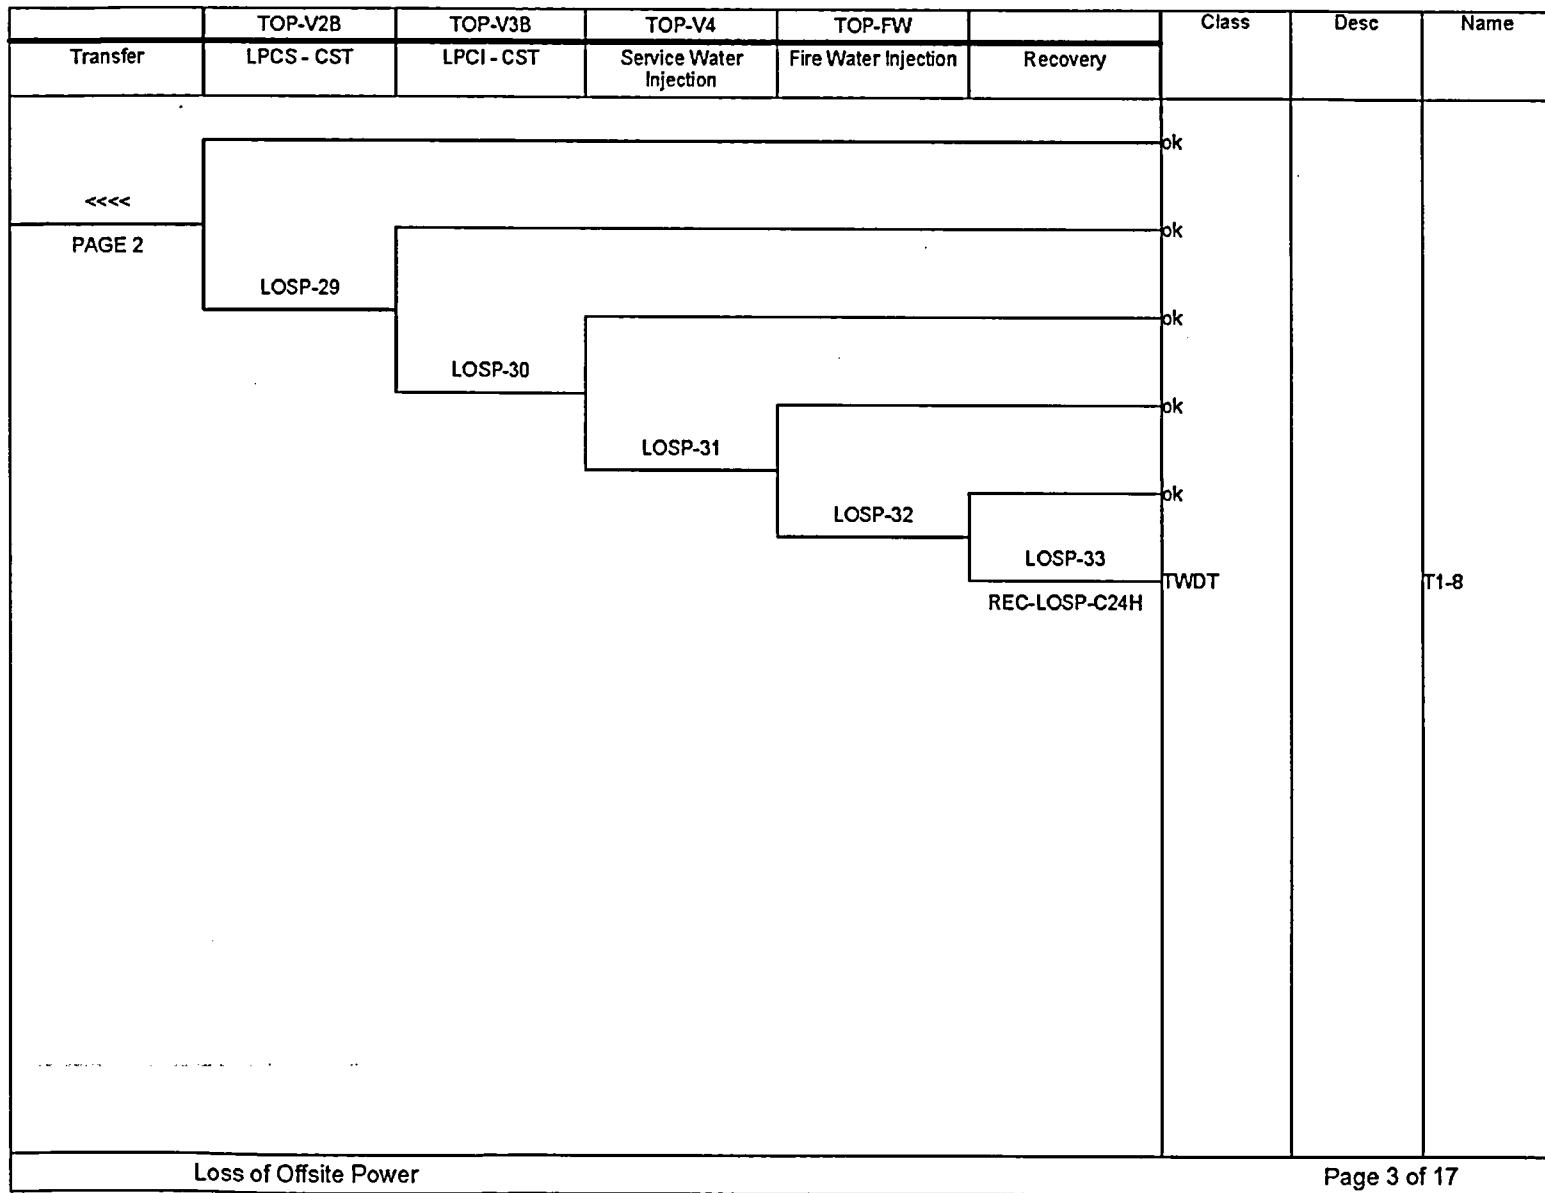 TOP-V2B TOP-V3B TOP-V4 TOP-FW Class Desc Name
Transfer LPCS - CST LPCI - CST Service Water Injection Fire Water Injection Recovery
ok
<<<<
PAGE 2
ok
LOSP-29
ok
LOSP-30
ok
LOSP-31
ok
LOSP-32
LOSP-33
TWDT T1-8
REC-LOSP-C24H
Loss of Offsite Power Page 3 of 17